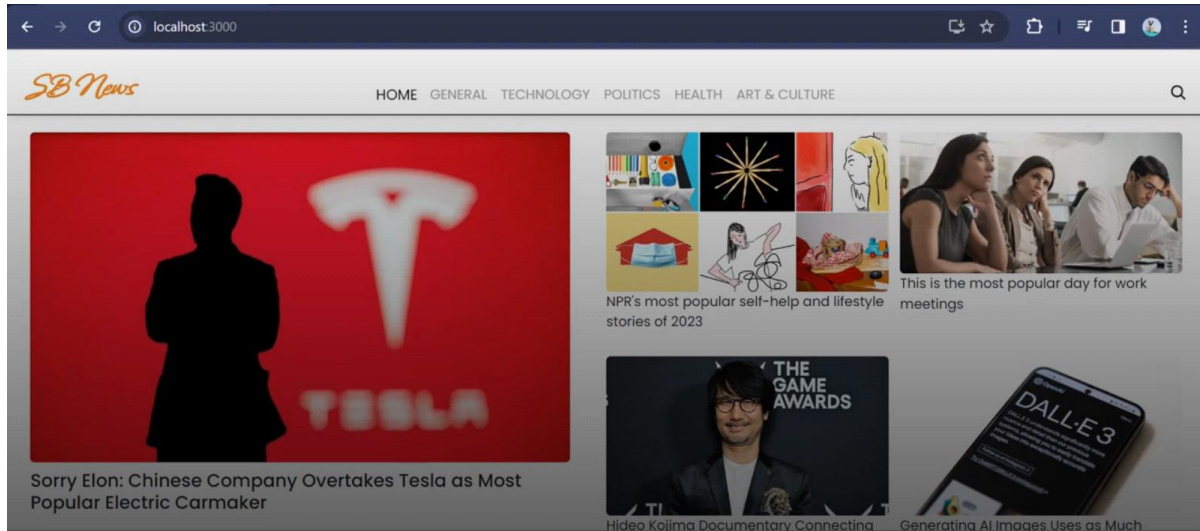 localhost:3000
SB News
HOME GENERAL TECHNOLOGY POLITICS HEALTH ART & CULTURE
TESLA
Sorry Elon: Chinese Company Overtakes Tesla as Most
Popular Electric Carmaker
NPR's most popular self-help and lifestyle
stories of 2023
This is the most popular day for work
meetings
THE
GAME
AWARDS
Hideo Kojima Documentary Connecting
OpenAI
DALL·E 3
Generating AI Images Uses as Much